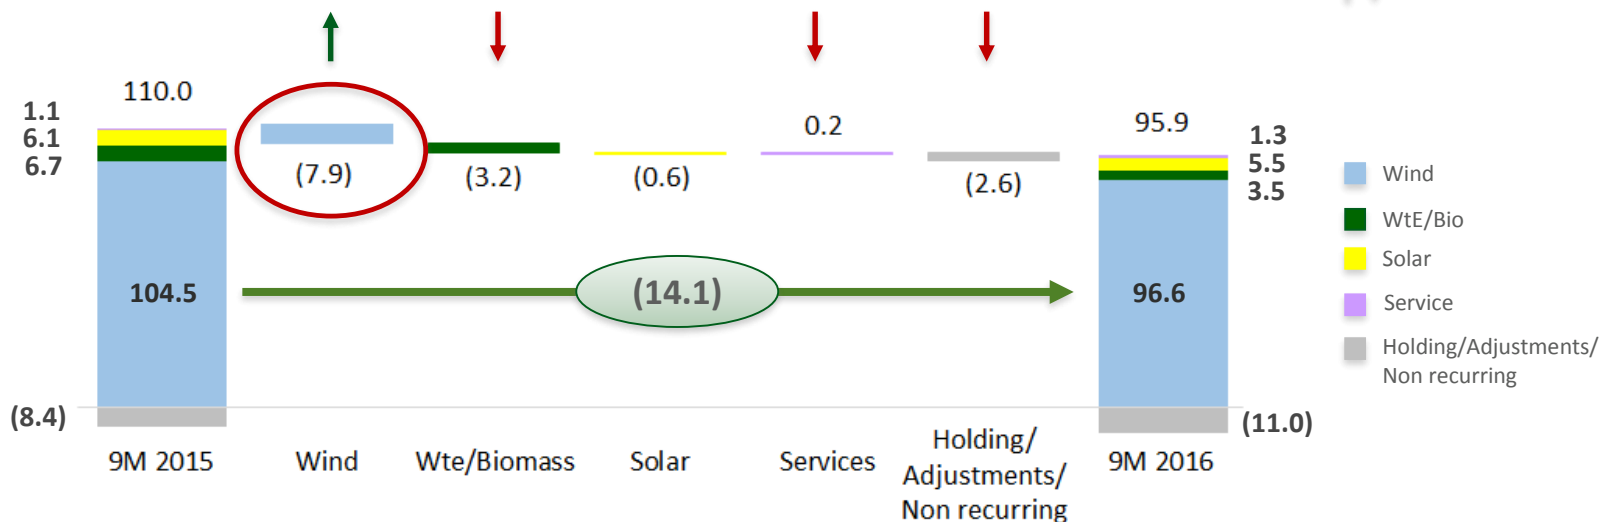 110.0
1.1
6.1
6.7
104.5
(8.4)
(7.9)
(3.2)
(0.6)
0.2
(2.6)
(14.1)
95.9
1.3
5.5
3.5
96.6
(11.0)
9M 2015
Wind
Wte/Biomass
Solar
Services
Holding/
Adjustments/
Non recurring
9M 2016
Wind
WtE/Bio
Solar
Service
Holding/Adjustments/
Non recurring